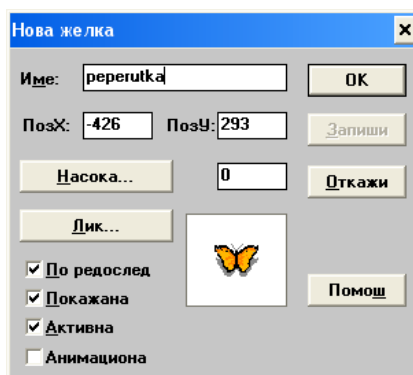 Нова желка
Име: peperutka OK
ПозX: -426 ПозУ: 293 Запиши
Насока... 0 Откажи
Лик...
По редослед
Покажана Помош
Активна
Анимациона